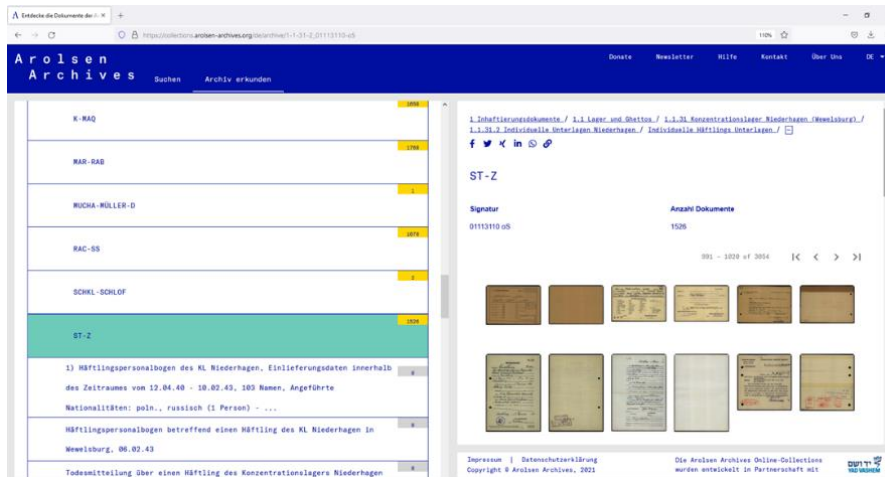 Entdecke die Dokumente der
https://collections.arolsen-archives.org/de/archive/1-1-31-2_01113110-oS
110%
Arolsen
Archives
Suchen
Archiv erkunden
Donate
Newsletter
Hilfe
Kontakt
Über Uns
DE
K-MAQ
1760
MAR-RAB
1
MUCHA-MÜLLER-D
RAC-SS
2
SCHKL-SCHLOF
1526
ST-Z
1) Häftlingspersonalbogen des KL Niederhagen, Einlieferungsdaten innerhalb
des Zeitraumes vom 12.04.40 - 10.02.43, 103 Namen, Angeführte
Nationalitäten: poln., russisch (1 Person) - ...
Häftlingspersonalbogen betreffend einen Häftling des KL Niederhagen in
Wewelsburg, 06.02.43
Todesmitteilung über einen Häftling des Konzentrationslagers Niederhagen
1 Inhaftierungsdokumente / 1.1 Lager und Ghettos / 1.1.31 Konzentrationslager Niederhagen (Wewelsburg) /
1.1.31.2 Individuelle Unterlagen Niederhagen / Individuelle Häftlings Unterlagen /
ST-Z
Signatur
Anzahl Dokumente
01113110 oS
1526
991 - 1020 of 3054
Impressum | Datenschutzerklärung
Copyright © Arolsen Archives, 2021
Die Arolsen Archives Online-Collections
wurden entwickelt in Partnerschaft mit
יד ושם
YAD VASHEM